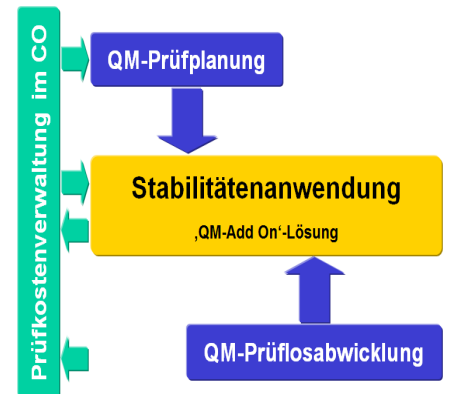 Prüfkostenverwaltung im CO
QM-Prüfplanung
Stabilitätenanwendung
‚QM-Add On‘-Lösung
QM-Prüflosabwicklung